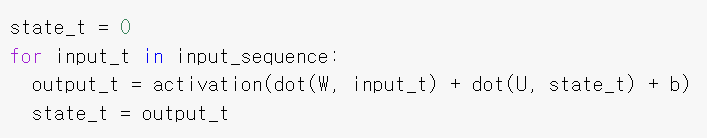 state_t = 0
for input_t in input_sequence:
  output_t = activation(dot(W, input_t) + dot(U, state_t) + b)
  state_t = output_t